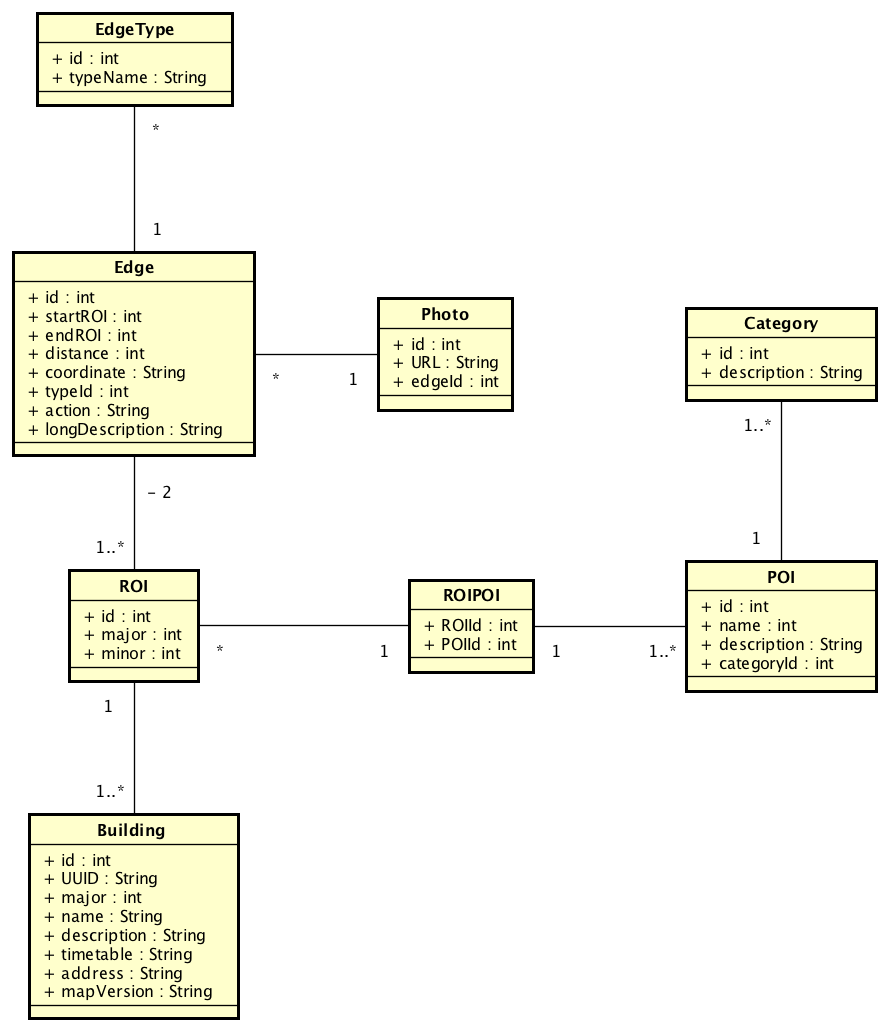 EdgeType
+ id : int
+ typeName : String
*
1
Edge
+ id : int
+ startROI : int
+ endROI : int
+ distance : int
+ coordinate : String
+ typeId : int
+ action : String
+ longDescription : String
*
1
Photo
+ id : int
+ URL : String
+ edgeId : int
Category
+ id : int
+ description : String
1..*
1
- 2
1..*
ROI
+ id : int
+ major : int
+ minor : int
*
1
ROIPOI
+ ROIId : int
+ POIId : int
1
1..*
POI
+ id : int
+ name : int
+ description : String
+ categoryId : int
1
1..*
Building
+ id : int
+ UUID : String
+ major : int
+ name : String
+ description : String
+ timetable : String
+ address : String
+ mapVersion : String